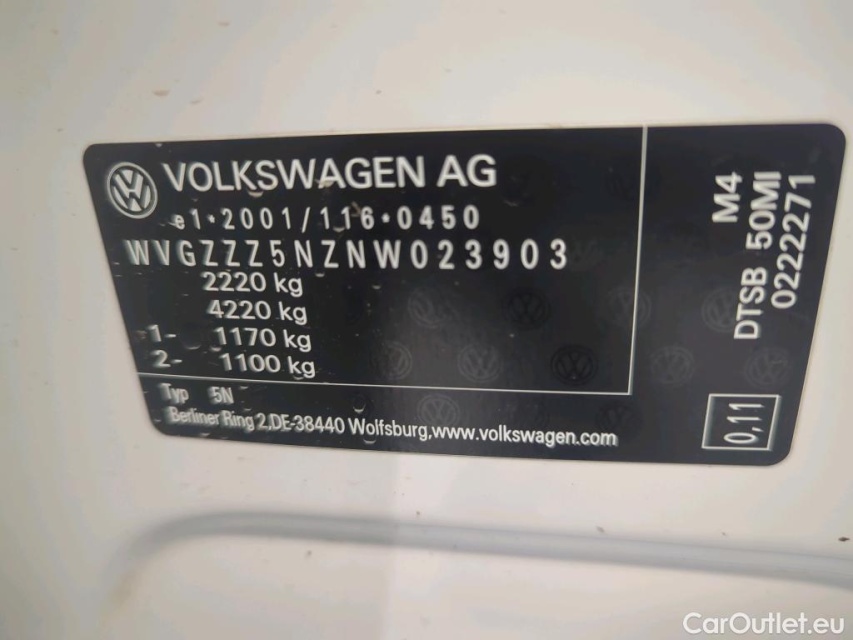 VOLKSWAGEN AG
e1*2001/116*0450
WVGZZZ5NZNW023903
2220 kg
4220 kg
1- 1170 kg
2- 1100 kg
Typ 5N
Berliner Ring 2,DE-38440 Wolfsburg,www.volkswagen.com
M4
DTSB 50MI
0222271
0,11
CarOutlet.eu